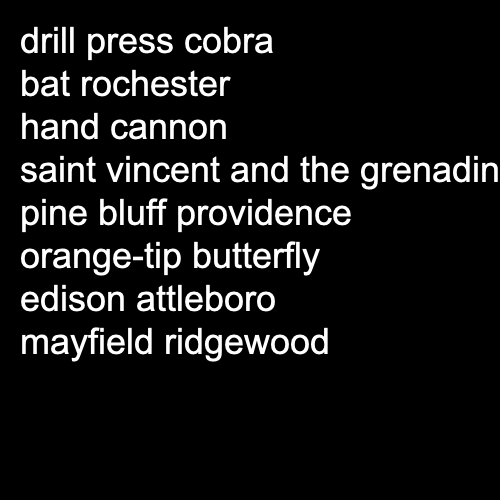 drill press cobra
bat rochester
hand cannon
saint vincent and the grenadin
pine bluff providence
orange-tip butterfly
edison attleboro
mayfield ridgewood